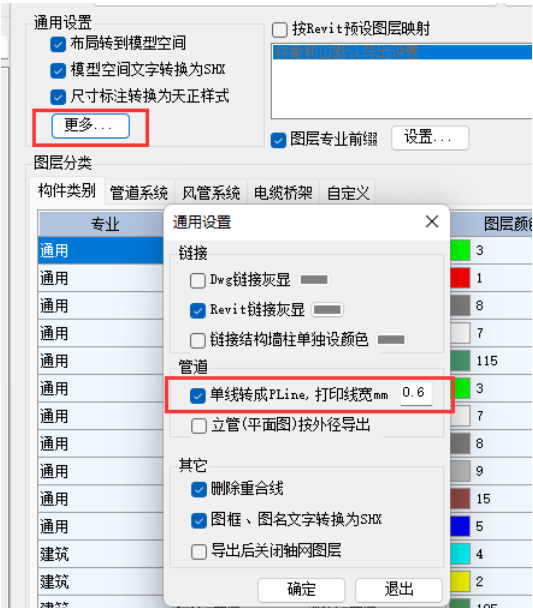 通用设置
按Revit预设图层映射
布局转到模型空间
模型空间文字转换为SHX
尺寸标注转换为天正样式
更多...
图层专业前缀
设置...
图层分类
构件类别 管道系统 风管系统 电缆桥架 自定义
专业
图层颜
通用设置
通用
3
链接
通用
Dwg链接灰显
1
通用
Revit链接灰显
8
通用
链接结构墙柱单独设颜色
7
通用
管道
115
通用
单线转成PLine,打印线宽mm 0.6
3
通用
立管(平面图)按外径导出
7
通用
其它
8
通用
删除重合线
9
通用
15
通用
图框、图名文字转换为SHX
5
建筑
导出后关闭轴网图层
4
建筑
确定 退出
2
建筑